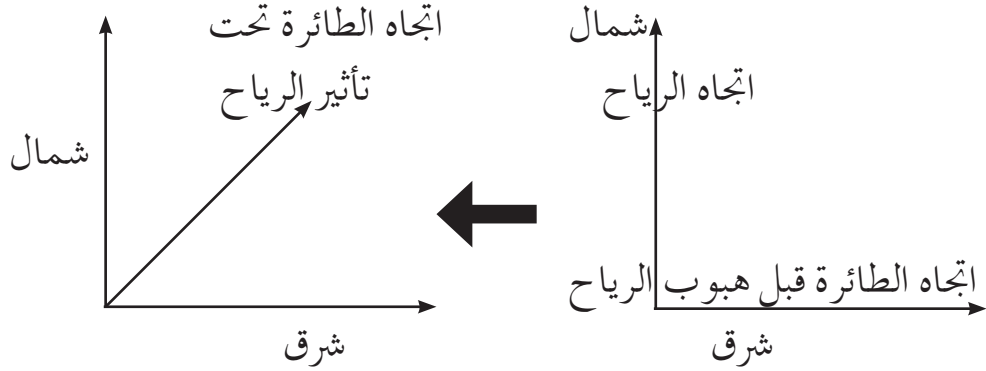 شمال
اتجاه الرياح
اتجاه الطائرة قبل هبوب الرياح
شرق
اتجاه الطائرة تحت
تأثير الرياح
شمال
شرق